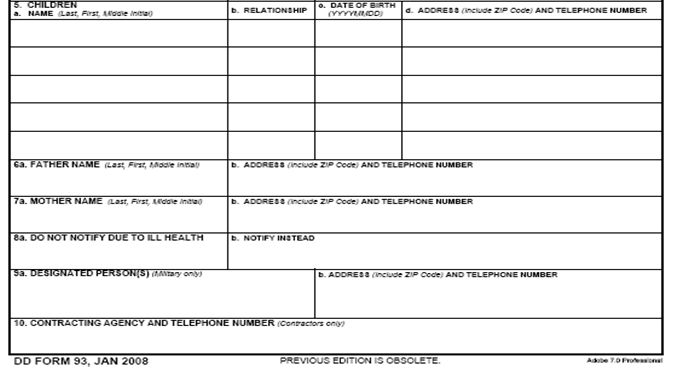 5. CHILDREN
a. NAME (Last, First, Middle Initial)
b. RELATIONSHIP
c. DATE OF BIRTH
(YYYYMMDD)
d. ADDRESS (Include ZIP Code) AND TELEPHONE NUMBER
6a. FATHER NAME (Last, First, Middle Initial)
b. ADDRESS (Include ZIP Code) AND TELEPHONE NUMBER
7a. MOTHER NAME (Last, First, Middle Initial)
b. ADDRESS (Include ZIP Code) AND TELEPHONE NUMBER
8a. DO NOT NOTIFY DUE TO ILL HEALTH
b. NOTIFY INSTEAD
9a. DESIGNATED PERSON(S) (Military only)
b. ADDRESS (Include ZIP Code) AND TELEPHONE NUMBER
10. CONTRACTING AGENCY AND TELEPHONE NUMBER (Contractors only)
DD FORM 93, JAN 2008
PREVIOUS EDITION IS OBSOLETE.
Adobe 7.0 Professional